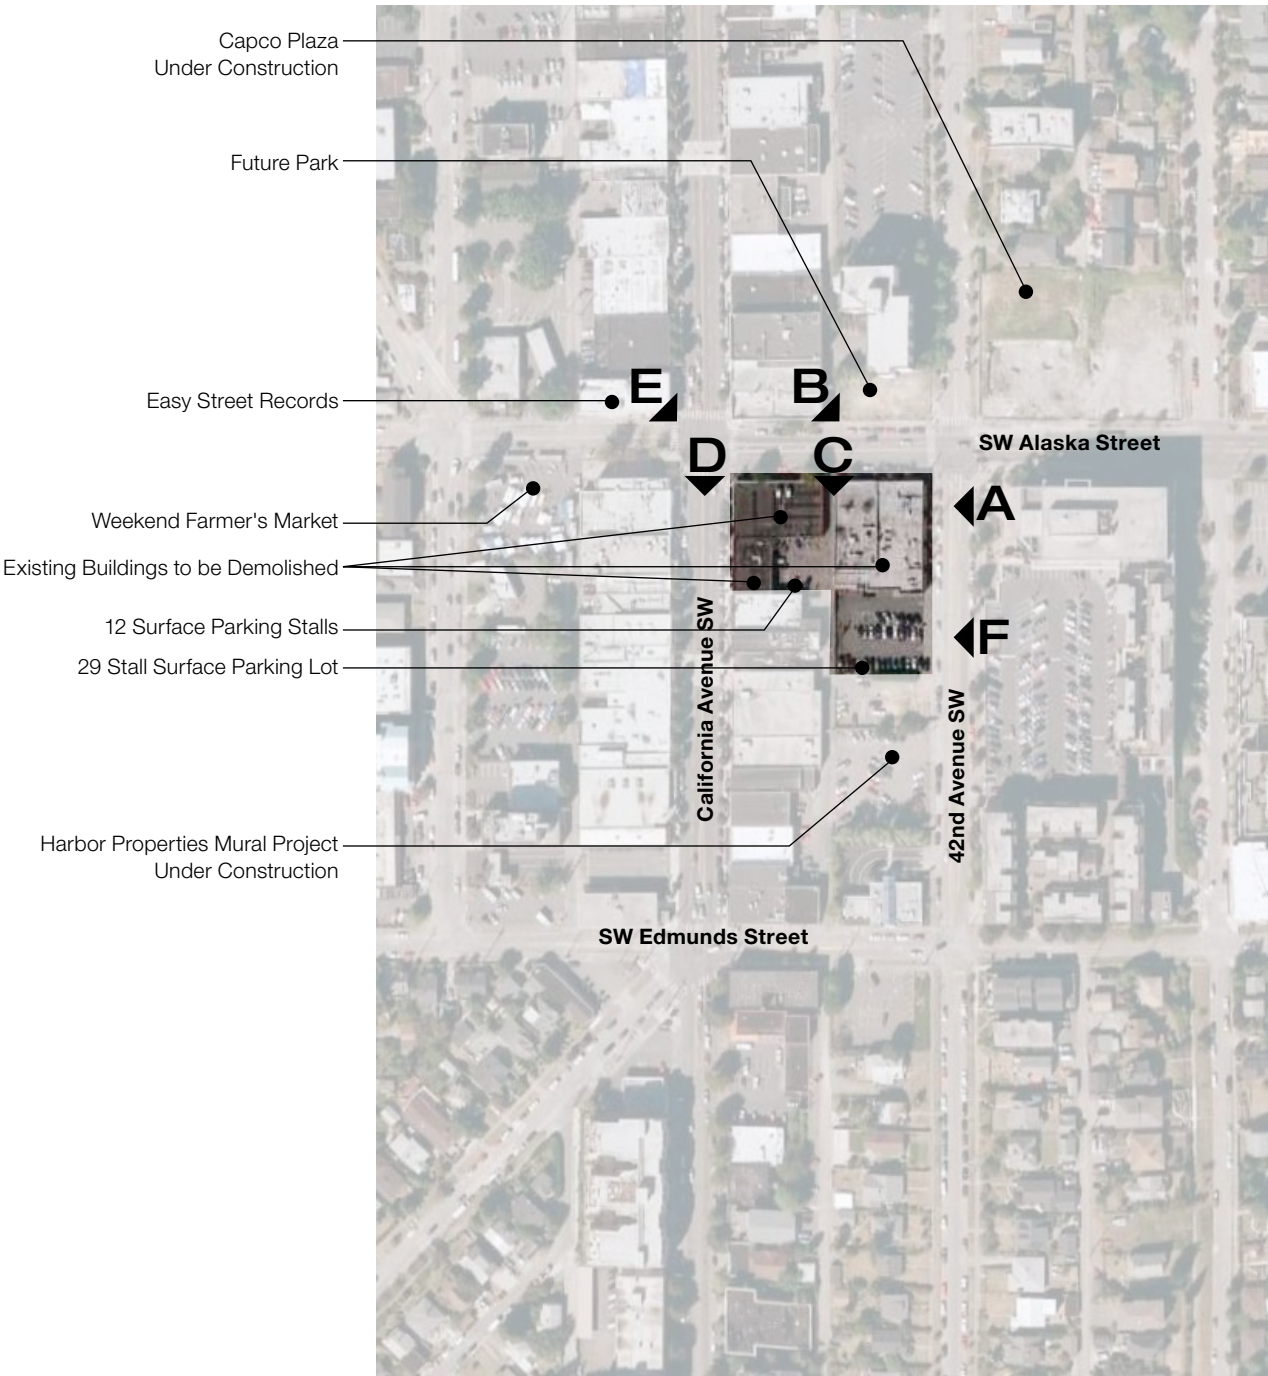 Capco Plaza
Under Construction
Future Park
Easy Street Records
E
B
SW Alaska Street
D
C
Weekend Farmer's Market
A
Existing Buildings to be Demolished
12 Surface Parking Stalls
F
29 Stall Surface Parking Lot
California Avenue SW
42nd Avenue SW
Harbor Properties Mural Project
Under Construction
SW Edmunds Street